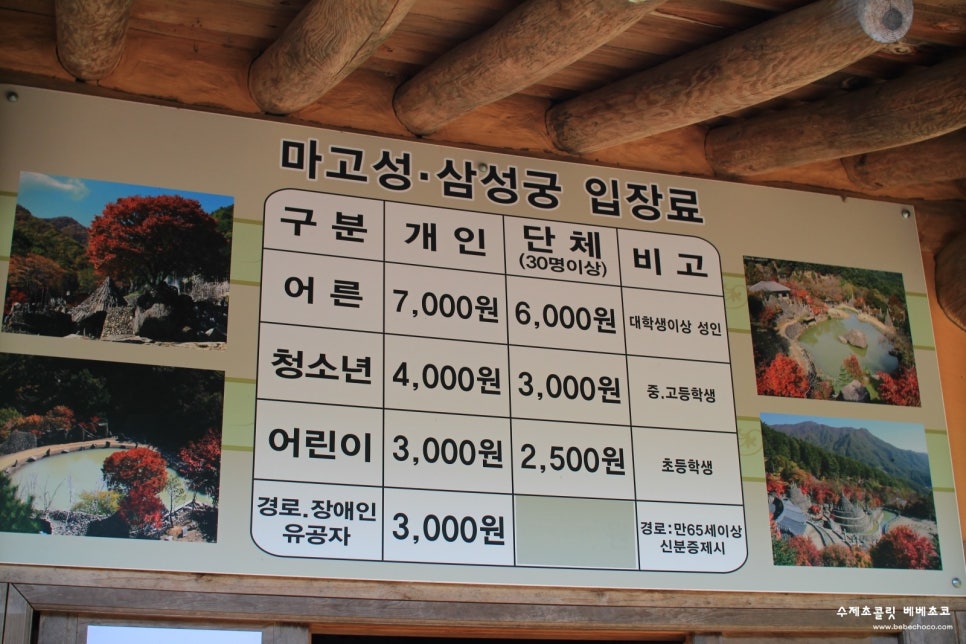 마고성·삼성궁 입장료
구분 개인 단체 비고
(30명이상)
어른 7,000원 6,000원 대학생이상 성인
청소년 4,000원 3,000원 중.고등학생
어린이 3,000원 2,500원 초등학생
경로.장애인 3,000원 경로:만65세이상
유공자 신분증제시
수제초콜릿 베베쵸코
www.bebechoco.com